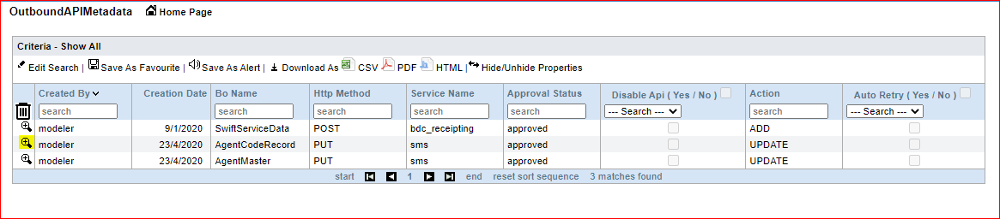 OutboundAPIMetadata Home Page
Criteria - Show All
Edit Search | Save As Favourite | Save As Alert | Download As CSV PDF HTML | Hide/Unhide Properties
Created By Creation Date Bo Name Http Method Service Name Approval Status Disable Api ( Yes / No ) Action Auto Retry ( Yes / No )
search search search search search search --- Search --- search --- Search ---
modeler 9/1/2020 SwiftServiceData POST bdc_receipting approved ADD
modeler 23/4/2020 AgentCodeRecord PUT sms approved UPDATE
modeler 23/4/2020 AgentMaster PUT sms approved UPDATE
start 1 end reset sort sequence 3 matches found